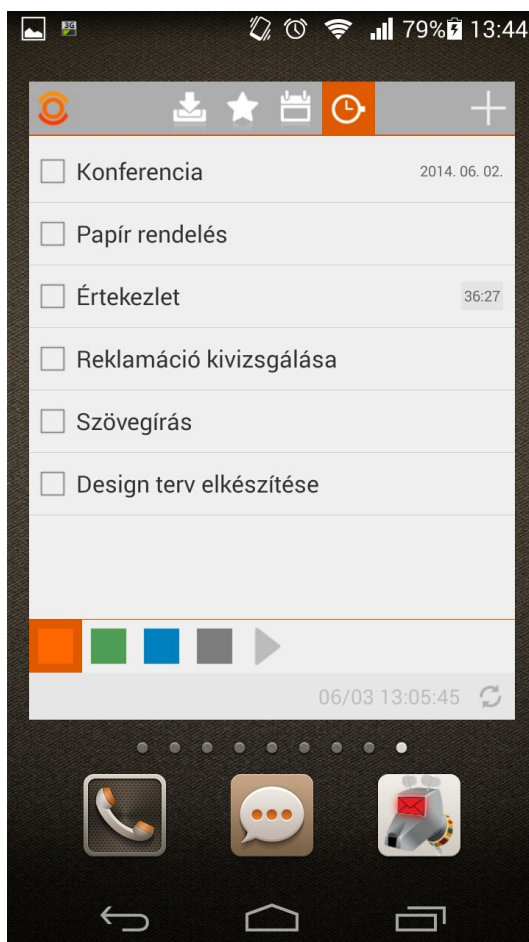 3G
79% 13:44
Konferencia 2014. 06. 02.
Papír rendelés
Értekezlet 36:27
Reklamáció kivizsgálása
Szövegírás
Design terv elkészítése
06/03 13:05:45